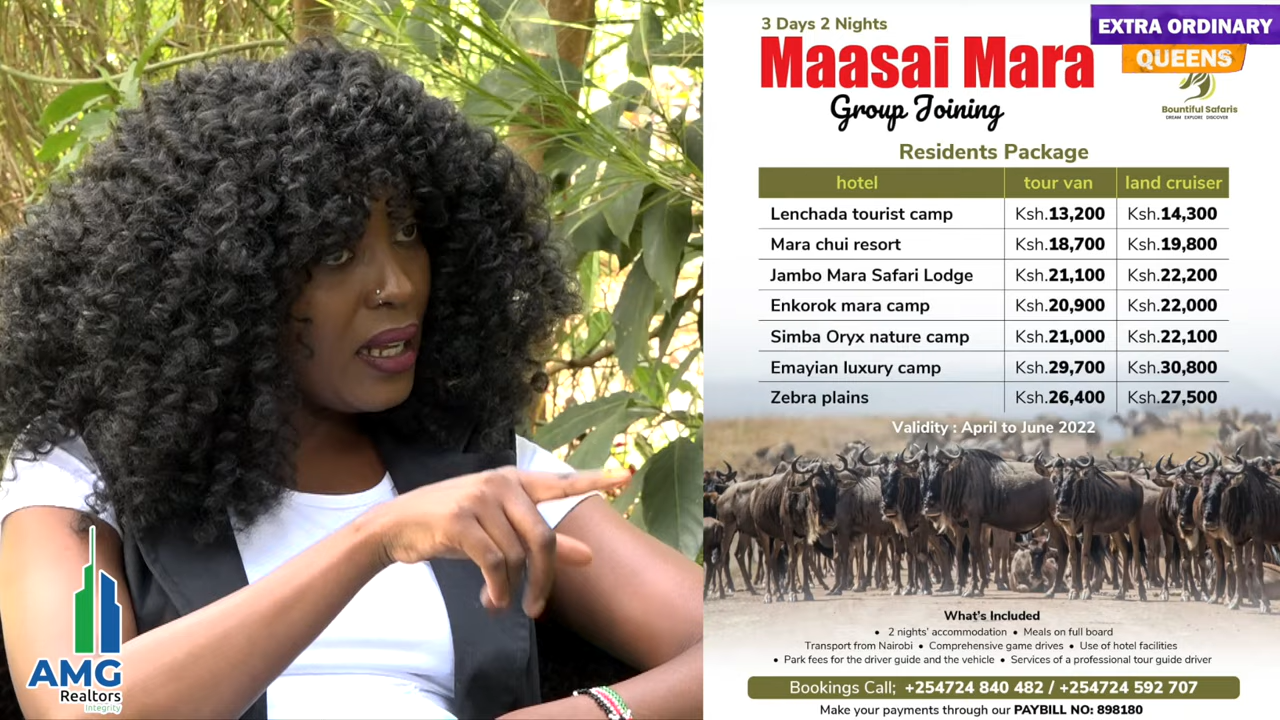 3 Days 2 Nights
Maasai Mara
Group Joining
EXTRA ORDINARY
QUEENS
Bountiful Safaris
DREAM EXPLORE DISCOVER
Residents Package
hotel tour van land cruiser
Lenchada tourist camp Ksh.13,200 Ksh.14,300
Mara chui resort Ksh.18,700 Ksh.19,800
Jambo Mara Safari Lodge Ksh.21,100 Ksh.22,200
Enkorok mara camp Ksh.20,900 Ksh.22,000
Simba Oryx nature camp Ksh.21,000 Ksh.22,100
Emayian luxury camp Ksh.29,700 Ksh.30,800
Zebra plains Ksh.26,400 Ksh.27,500
Validity : April to June 2022
What's Included
• 2 nights' accommodation • Meals on full board
Transport from Nairobi • Comprehensive game drives • Use of hotel facilities
• Park fees for the driver guide and the vehicle • Services of a professional tour guide driver
Bookings Call; +254724 840 482 / +254724 592 707
Make your payments through our PAYBILL NO: 898180
AMG
Realtors
Integrity